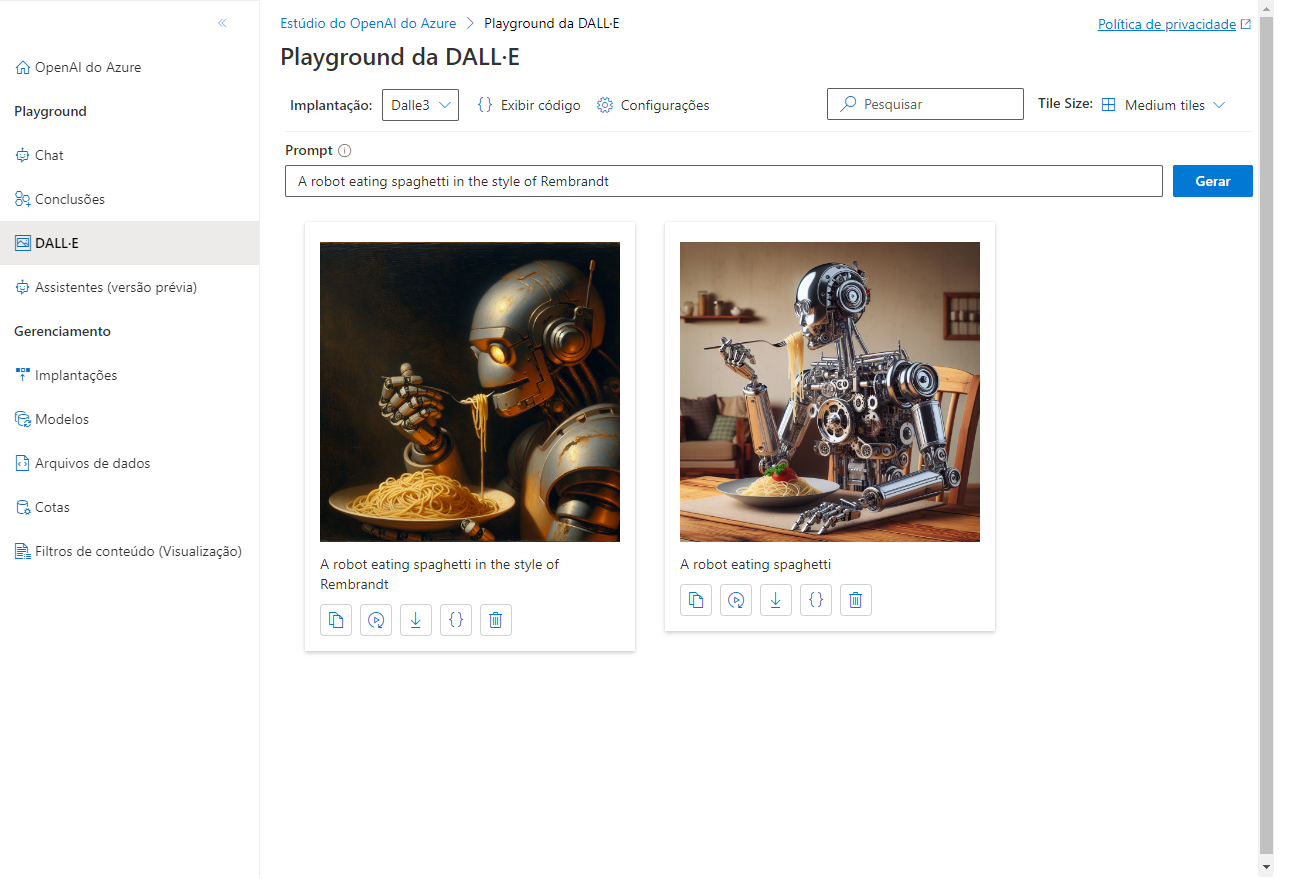 Estúdio do OpenAI do Azure > Playground da DALL·E
Política de privacidade
Playground da DALL·E
OpenAI do Azure
Playground
Chat
Conclusões
DALL·E
Assistentes (versão prévia)
Gerenciamento
Implantações
Modelos
Arquivos de dados
Cotas
Filtros de conteúdo (Visualização)
Implantação: Dalle3 {} Exibir código Configurações Pesquisar Tile Size: Medium tiles
Prompt
A robot eating spaghetti in the style of Rembrandt Gerar
A robot eating spaghetti in the style of
Rembrandt
{}
A robot eating spaghetti
{}